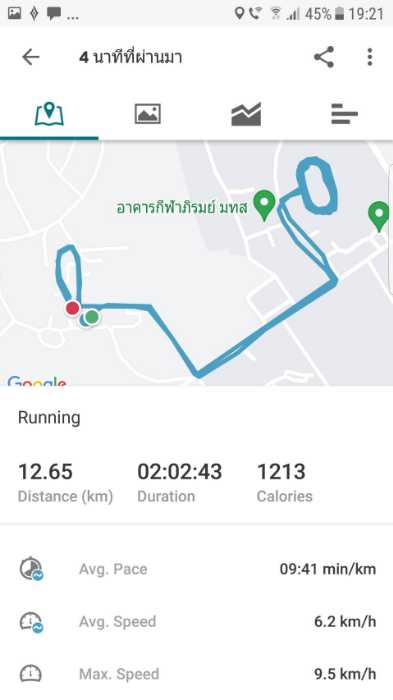 ... 45% 19:21
4 นาทีที่ผ่านมา
อาคารกีฬาภิรมย์ มทส
Google
Running
12.65 02:02:43 1213
Distance (km) Duration Calories
Avg. Pace 09:41 min/km
Avg. Speed 6.2 km/h
Max. Speed 9.5 km/h